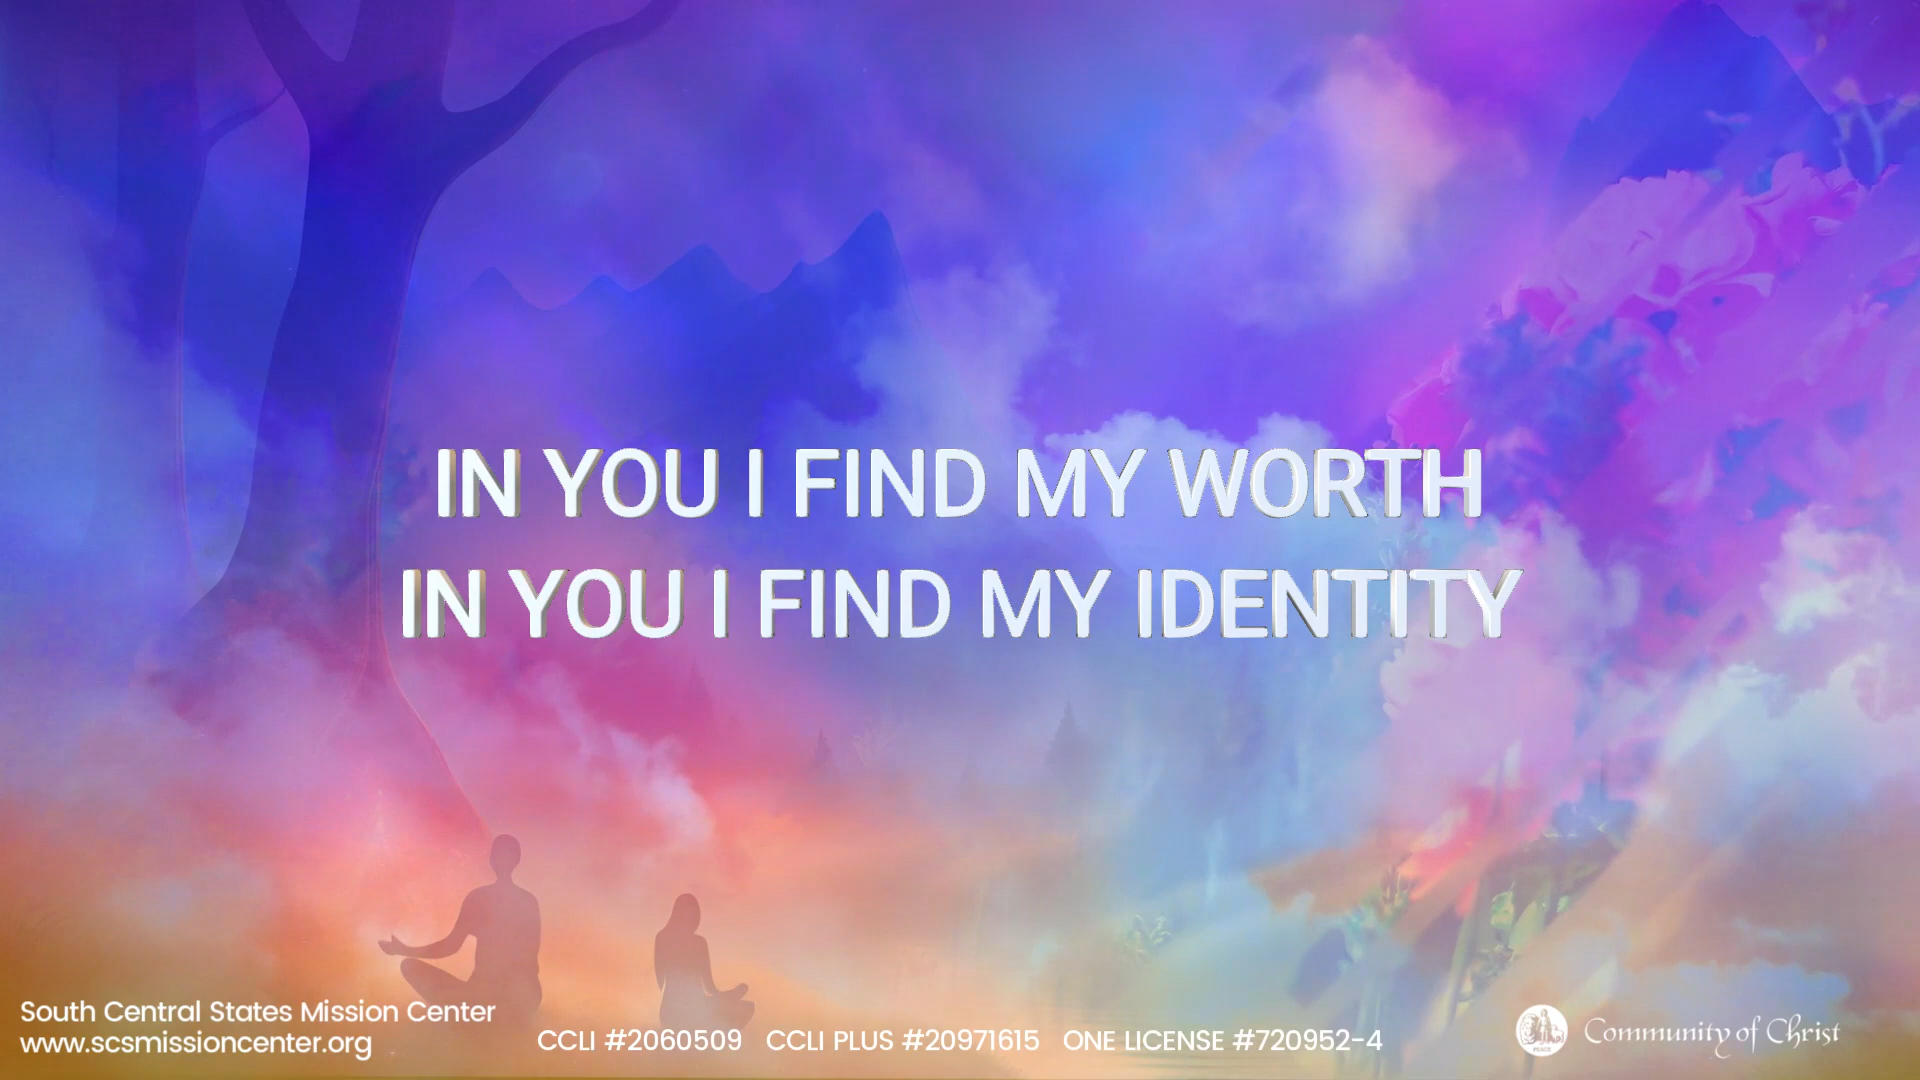 IN YOU I FIND MY WORTH
IN YOU I FIND MY IDENTITY
South Central States Mission Center
www.scsmissioncenter.org
CCLI #2060509 CCLI PLUS #20971615 ONE LICENSE #720952-4
PEACE
Community of Christ